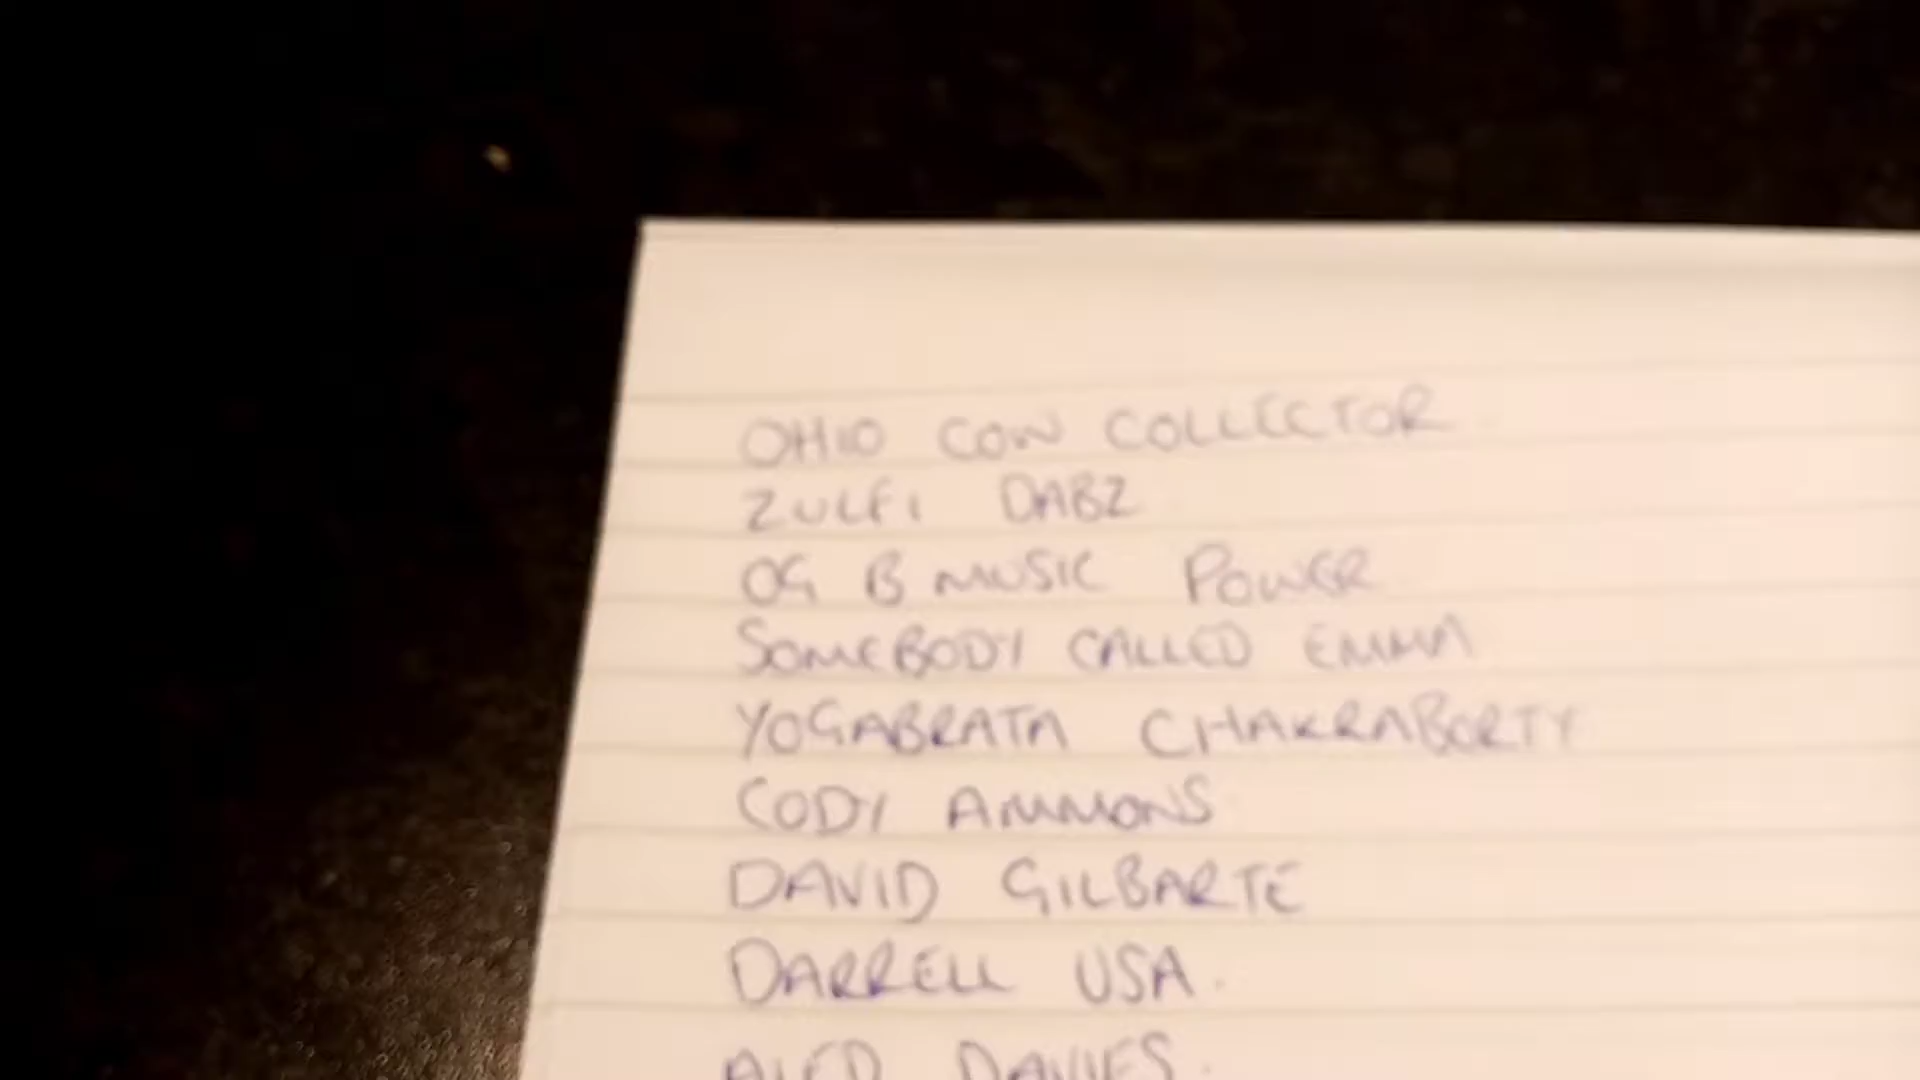 OHIO COW COLLECTOR
ZULFI DABZ
OG B MUSIC POWER
SOMEBODY CALLED EMMA
YOGABRATA CHAKRABORTY
CODY AMMONS
DAVID GILBARTE
DARRELL USA.
DAVIES.